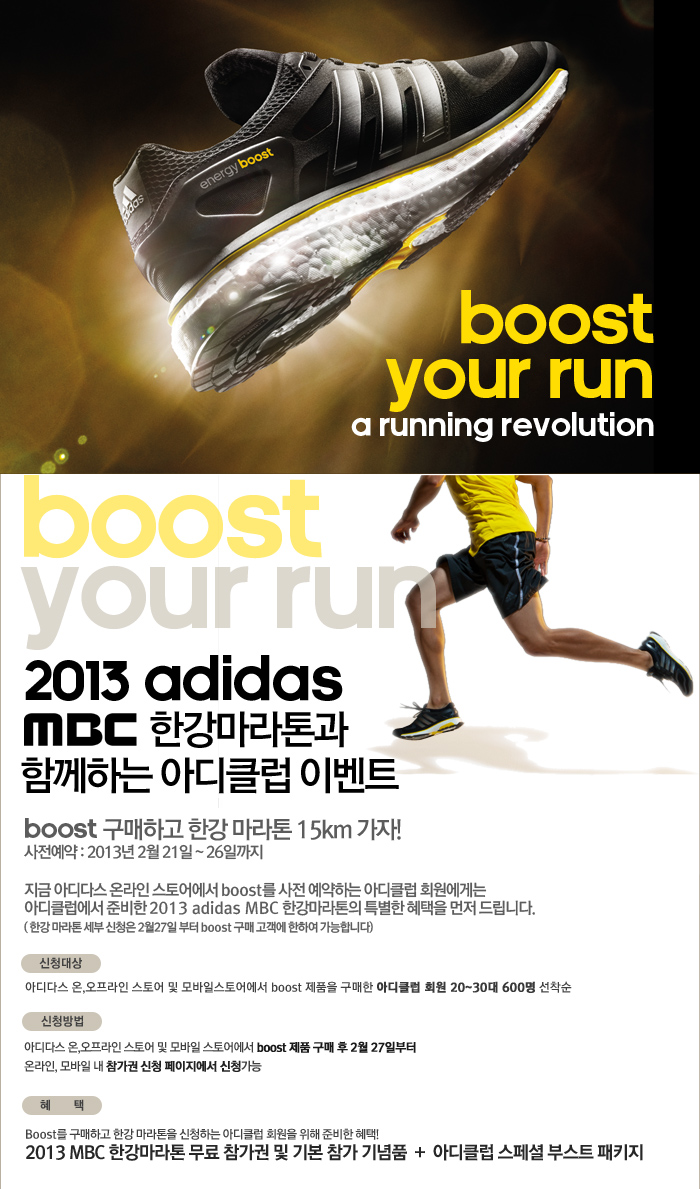 adidas
energy boost
boost
your run
a running revolution
boost
your run
2013 adidas
MBC 한강마라톤과
함께하는 아디클럽 이벤트
boost 구매하고 한강 마라톤 15km 가자!
사전예약 : 2013년 2월 21일 ~ 26일까지
지금 아디다스 온라인 스토어에서 boost를 사전 예약하는 아디클럽 회원에게는
아디클럽에서 준비한 2013 adidas MBC 한강마라톤의 특별한 혜택을 먼저 드립니다.
( 한강 마라톤 세부 신청은 2월27일 부터 boost 구매 고객에 한하여 가능합니다)
신청대상
아디다스 온,오프라인 스토어 및 모바일스토어에서 boost 제품을 구매한 아디클럽 회원 20~30대 600명 선착순
신청방법
아디다스 온,오프라인 스토어 및 모바일 스토어에서 boost 제품 구매 후 2월 27일부터
온라인, 모바일 내 참가권 신청 페이지에서 신청가능
혜 택
Boost를 구매하고 한강 마라톤을 신청하는 아디클럽 회원을 위해 준비한 혜택!
2013 MBC 한강마라톤 무료 참가권 및 기본 참가 기념품 + 아디클럽 스페셜 부스트 패키지